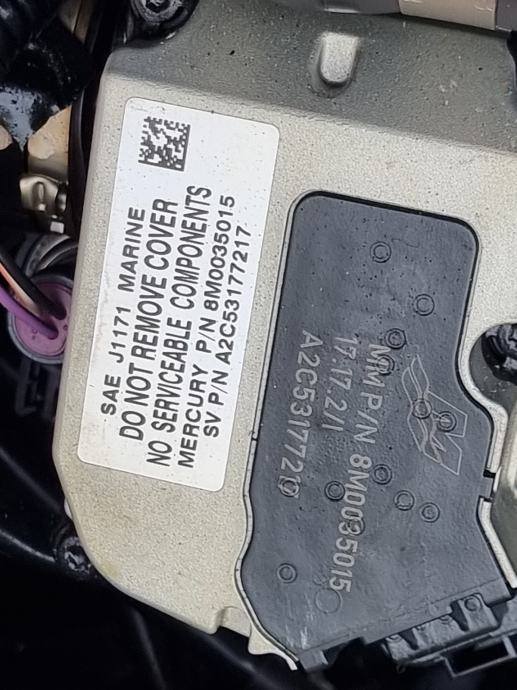 SAE J1171 MARINE
DO NOT REMOVE COVER
NO SERVICEABLE COMPONENTS
MERCURY P/N 8M0035015
SV P/N A2C53177217
MM P/N 8M0035015
17.17.2/1
A2C53177217